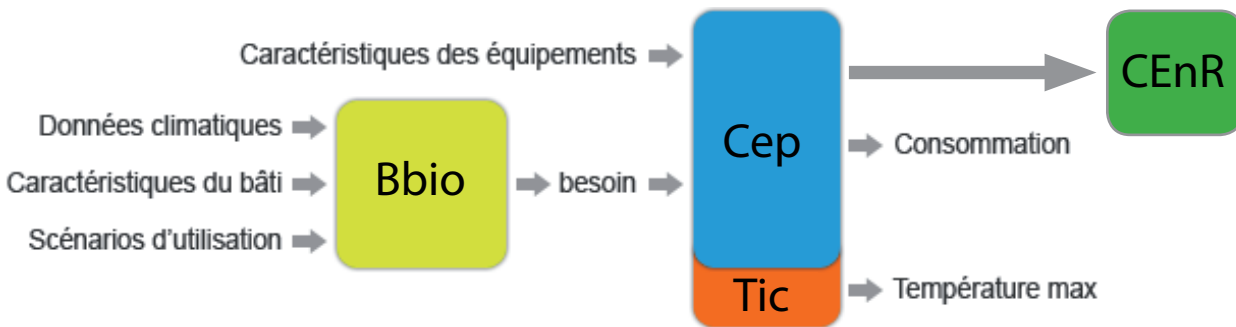 Caractéristiques des équipements
CEnR
Données climatiques
Cep
Consommation
Caractéristiques du bâti
Bbio
besoin
Scénarios d'utilisation
Tic
Température max